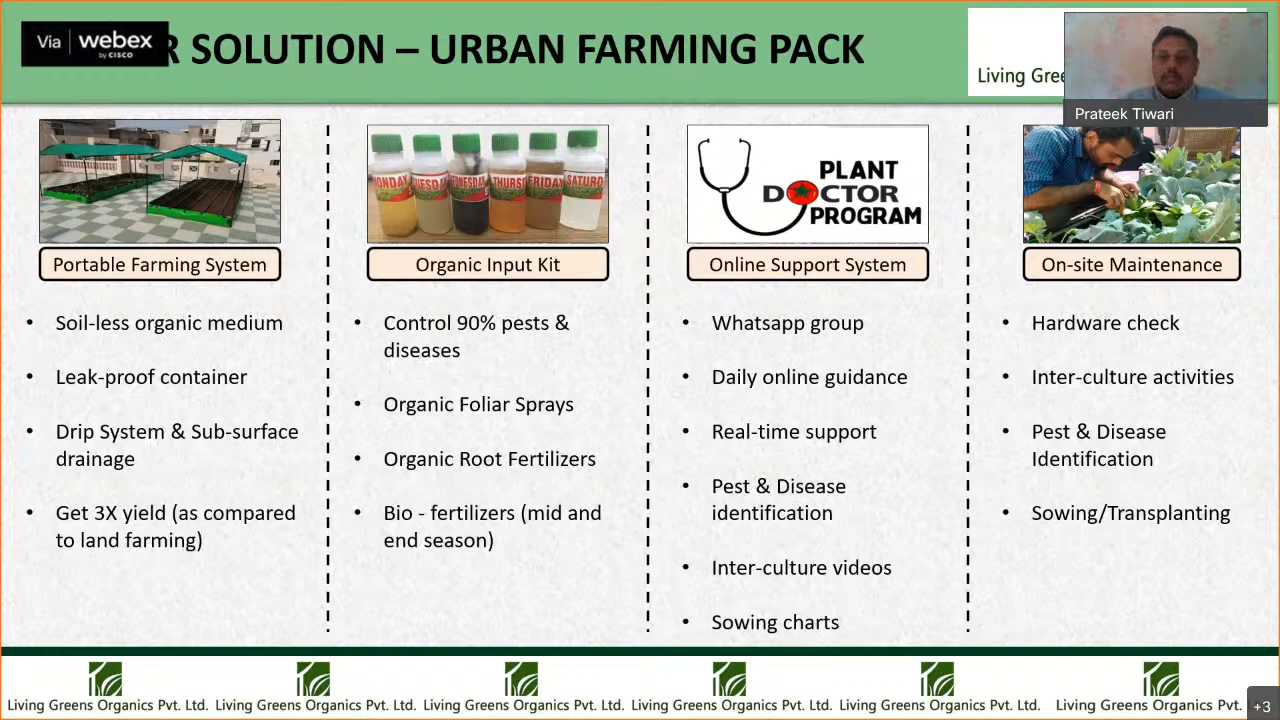 Via webex
by CISCO
R SOLUTION – URBAN FARMING PACK
Living Gree
Prateek Tiwari
MONDAY TUESDAY WEDNESDAY THURS FRIDAY SATURD
PLANT
DOCTOR
PROGRAM
Portable Farming System
Organic Input Kit
Online Support System
On-site Maintenance
• Soil-less organic medium
• Leak-proof container
• Drip System & Sub-surface
drainage
• Get 3X yield (as compared
to land farming)
• Control 90% pests &
diseases
• Organic Foliar Sprays
• Organic Root Fertilizers
• Bio - fertilizers (mid and
end season)
• Whatsapp group
• Daily online guidance
• Real-time support
• Pest & Disease
identification
• Inter-culture videos
• Sowing charts
• Hardware check
• Inter-culture activities
• Pest & Disease
Identification
• Sowing/Transplanting
Living Greens Organics Pvt. Ltd. Living Greens Organics Pvt. Ltd. Living Greens Organics Pvt. Ltd. Living Greens Organics Pvt. Ltd. Living Greens Organics Pvt. Ltd. Living Greens Organics Pvt.
+3